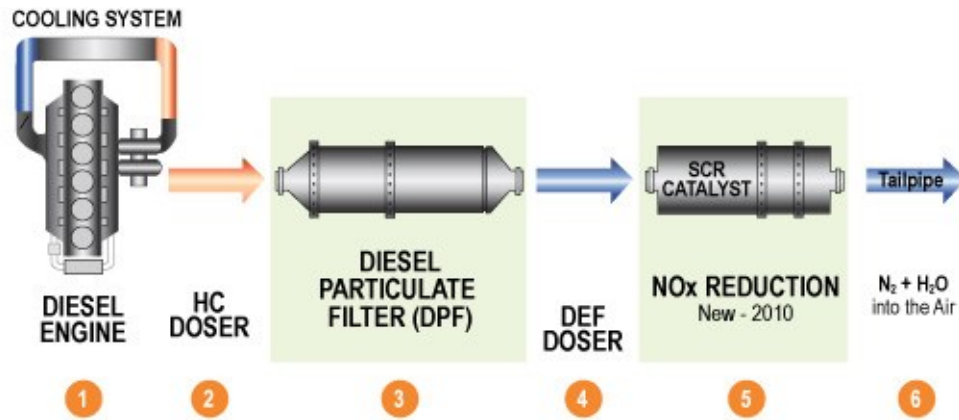 COOLING SYSTEM
SCR
CATALYST
Tailpipe
DIESEL
ENGINE
HC
DOSER
DIESEL
PARTICULATE
FILTER (DPF)
DEF
DOSER
NOx REDUCTION
New - 2010
N₂ + H₂O
into the Air
1
2
3
4
5
6